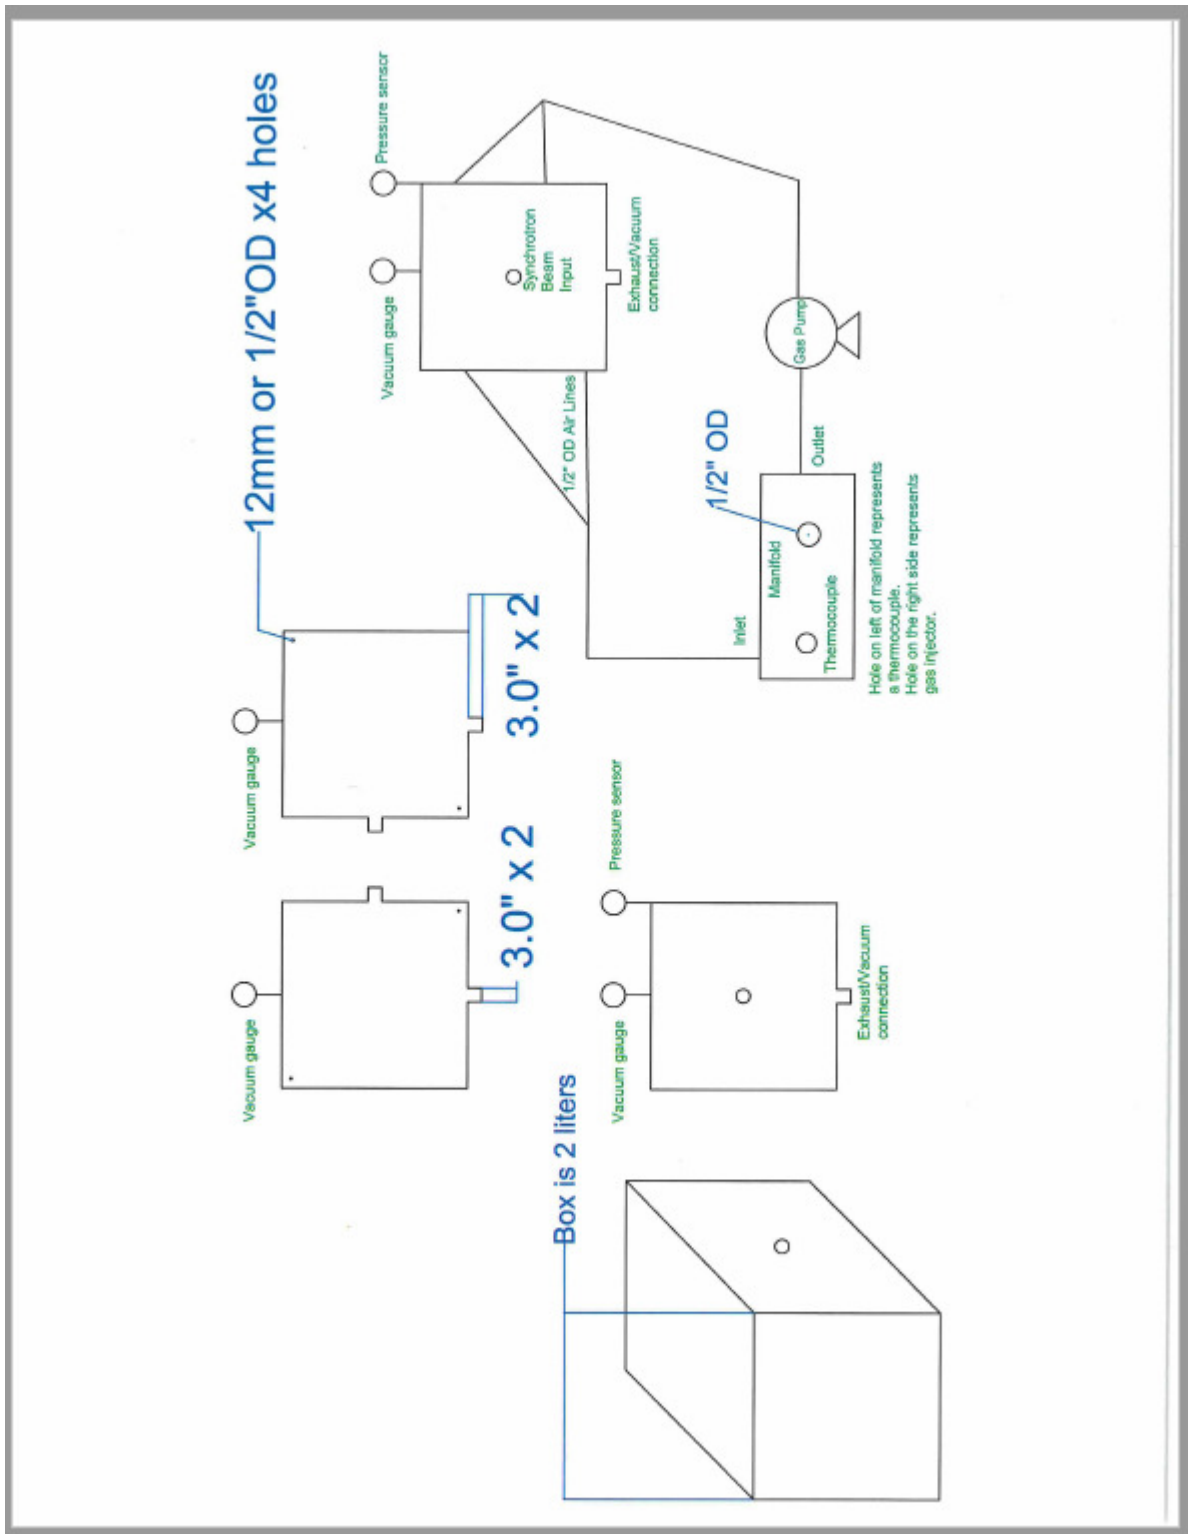 12mm or 1/2"OD x4 holes
Vacuum gauge
Vacuum gauge
Vacuum gauge
Pressure sensor
3.0" x 2
3.0" x 2
Synchrotron
Beam
Input
Exhaust/Vacuum
connection
1/2" OD Air Lines
Box is 2 liters
Vacuum gauge
Pressure sensor
Exhaust/Vacuum
connection
1/2" OD
Inlet
Manifold
Thermocouple
Outlet
Gas Pump
Hole on left of manifold represents
a thermocouple.
Hole on the right side represents
gas injector.